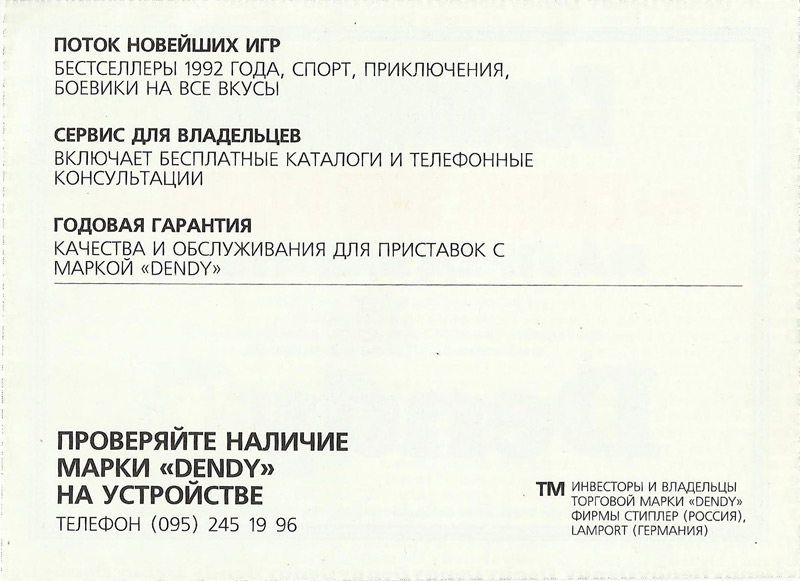 ПОТОК НОВЕЙШИХ ИГР
БЕСТСЕЛЛЕРЫ 1992 ГОДА, СПОРТ, ПРИКЛЮЧЕНИЯ,
БОЕВИКИ НА ВСЕ ВКУСЫ
СЕРВИС ДЛЯ ВЛАДЕЛЬЦЕВ
ВКЛЮЧАЕТ БЕСПЛАТНЫЕ КАТАЛОГИ И ТЕЛЕФОННЫЕ
КОНСУЛЬТАЦИИ
ГОДОВАЯ ГАРАНТИЯ
КАЧЕСТВА И ОБСЛУЖИВАНИЯ ДЛЯ ПРИСТАВОК С
МАРКОЙ «DENDY»
ПРОВЕРЯЙТЕ НАЛИЧИЕ
МАРКИ «DENDY»
НА УСТРОЙСТВЕ
ТЕЛЕФОН (095) 245 19 96
ТМ ИНВЕСТОРЫ И ВЛАДЕЛЬЦЫ
ТОРГОВОЙ МАРКИ «DENDY»
ФИРМЫ СТИПЛЕР (РОССИЯ),
LAMPORT (ГЕРМАНИЯ)